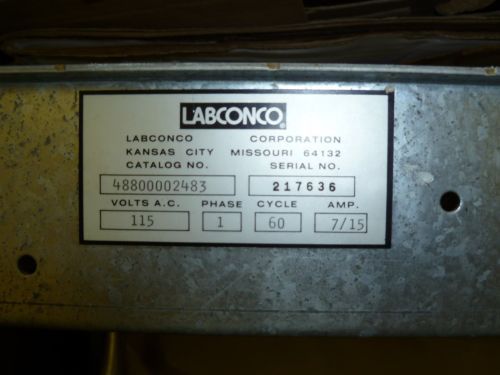 LABCONCO®
LABCONCO CORPORATION
KANSAS CITY MISSOURI 64132
CATALOG NO. SERIAL NO.
48800002483 217636
VOLTS A.C. PHASE CYCLE AMP.
115 1 60 7/15